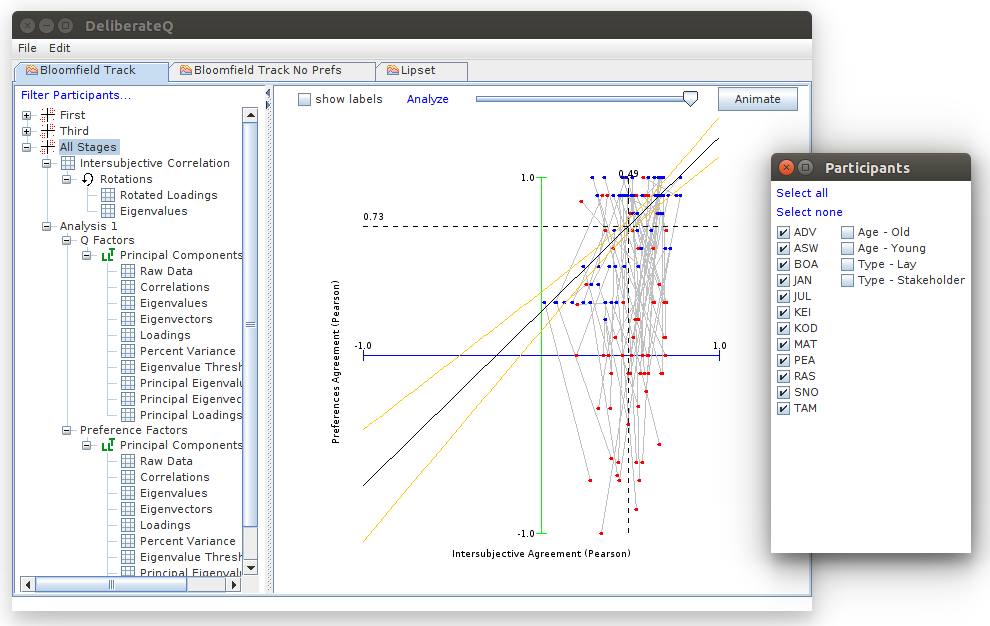 DeliberateQ
File Edit
Bloomfield Track Bloomfield Track No Prefs Lipset
Filter Participants...
First
Third
All Stages
Intersubjective Correlation
Rotations
Rotated Loadings
Eigenvalues
Analysis 1
Q Factors
Principal Components
Raw Data
Correlations
Eigenvalues
Eigenvectors
Loadings
Percent Variance
Eigenvalue Thresh
Principal Eigenvalu
Principal Eigenvec
Principal Loadings
Preference Factors
Principal Components
Raw Data
Correlations
Eigenvalues
Eigenvectors
Loadings
Percent Variance
Eigenvalue Thresh
Principal Eigenvalu
show labels Analyze Animate
1.0 0.49
0.73
-1.0 1.0
-1.0
Preferences Agreement (Pearson)
Intersubjective Agreement (Pearson)
Participants
Select all
Select none
ADV Age - Old
ASW Age - Young
BOA Type - Lay
JAN Type - Stakeholder
JUL
KEI
KOD
MAT
PEA
RAS
SNO
TAM